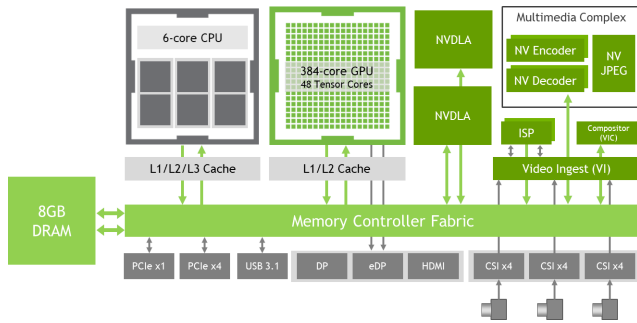 Multimedia Complex
6-core CPU
384-core GPU
48 Tensor Cores
NVDLA
NV Encoder
NV Decoder
NV
JPEG
NVDLA
ISP
Compositor
(VIC)
L1/L2/L3 Cache
L1/L2 Cache
Video Ingest (VI)
8GB
DRAM
Memory Controller Fabric
PCIe x1
PCIe x4
USB 3.1
DP
eDP
HDMI
CSI x4
CSI x4
CSI x4